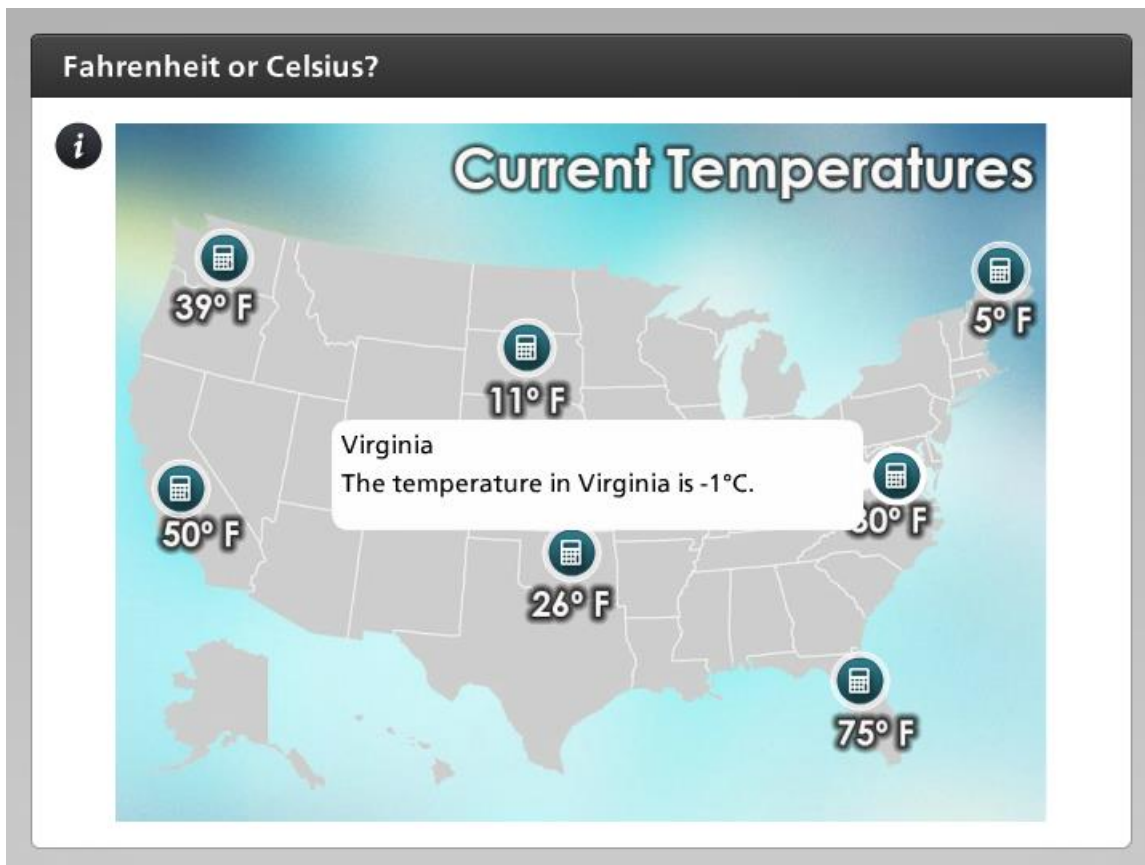 Fahrenheit or Celsius?
i
Current Temperatures
39° F
5° F
11° F
Virginia
The temperature in Virginia is -1°C.
50° F
26° F
75° F